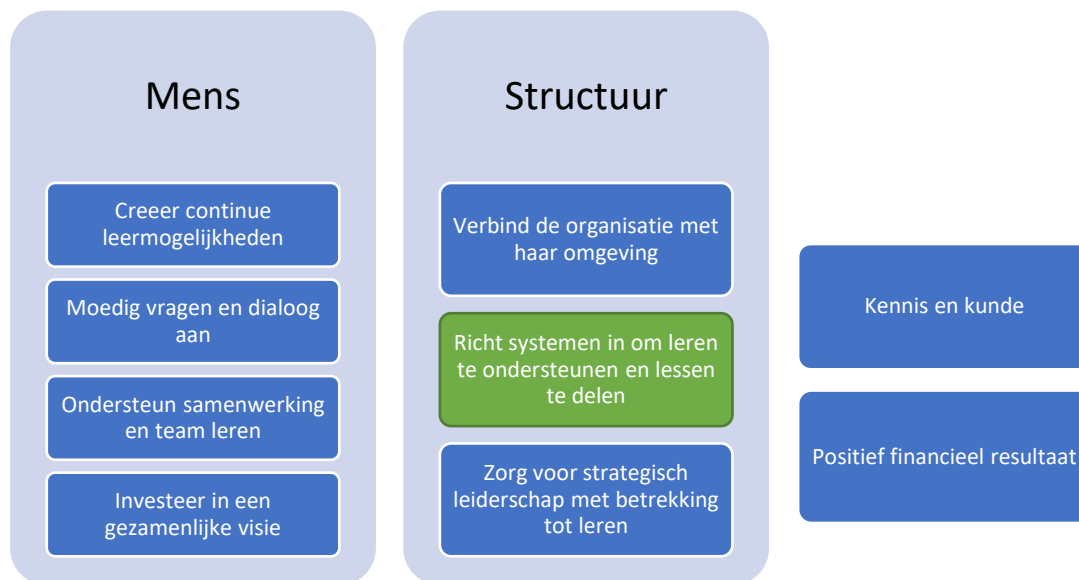 Mens
Creeer continue
leermogelijkheden
Moedig vragen en dialoog
aan
Ondersteun samenwerking
en team leren
Investeer in een
gezamenlijke visie
Structuur
Verbind de organisatie met
haar omgeving
Richt systemen in om leren
te ondersteunen en lessen
te delen
Zorg voor strategisch
leiderschap met betrekking
tot leren
Kennis en kunde
Positief financieel resultaat